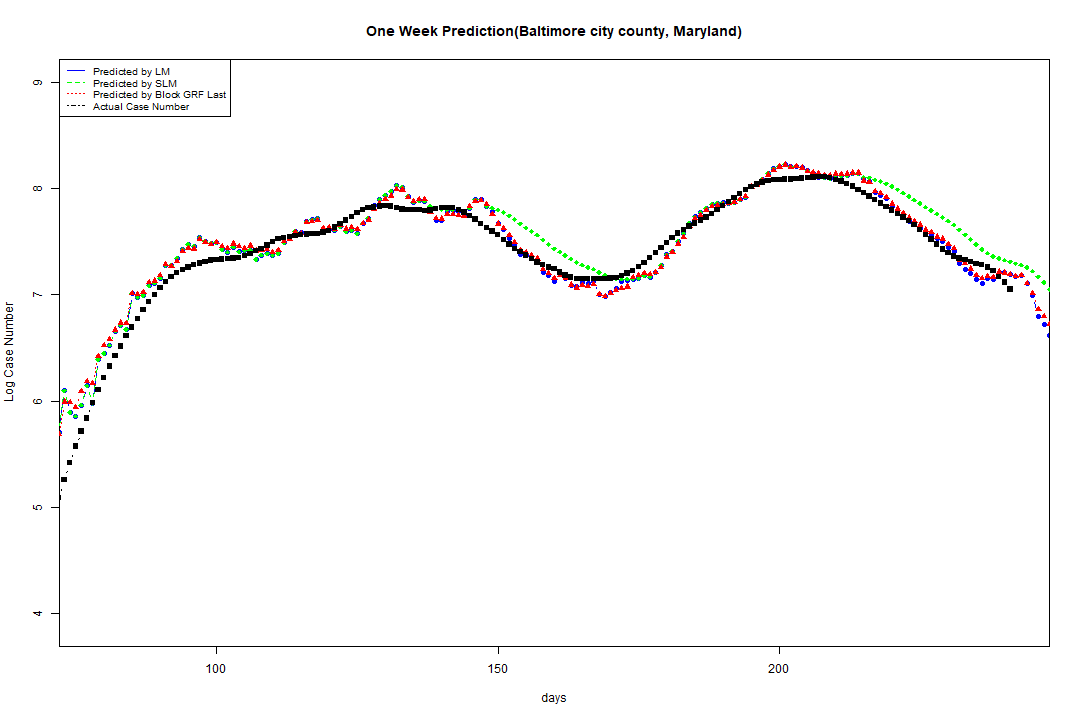 One Week Prediction(Baltimore city county, Maryland)
Predicted by LM
Predicted by SLM
Predicted by Block GRF Last
Actual Case Number
9
8
7
6
5
4
Log Case Number
100
150
200
days